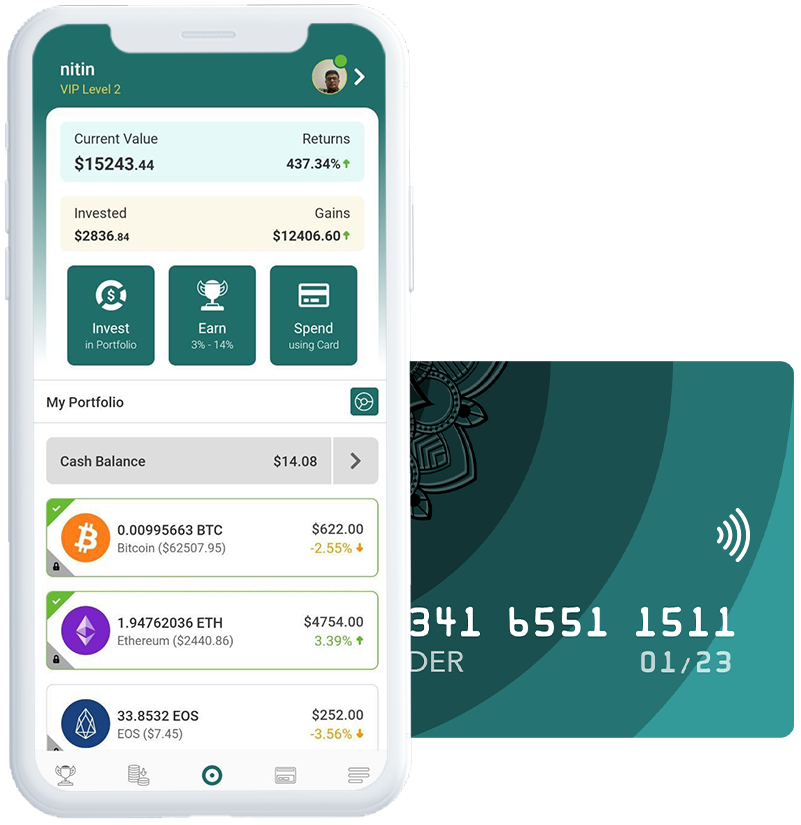 nitin
VIP Level 2
Current Value Returns
$15243.44 437.34%
Invested Gains
$2836.84 $12406.60
Invest Earn Spend
in Portfolio 3% - 14% using Card
My Portfolio
Cash Balance $14.08
0.00995663 BTC $622.00
Bitcoin ($62507.95) -2.55%
1.94762036 ETH $4754.00
Ethereum ($2440.86) 3.39%
33.8532 EOS $252.00
EOS ($7.45) -3.56%
341 6551 1511
DER 01/23